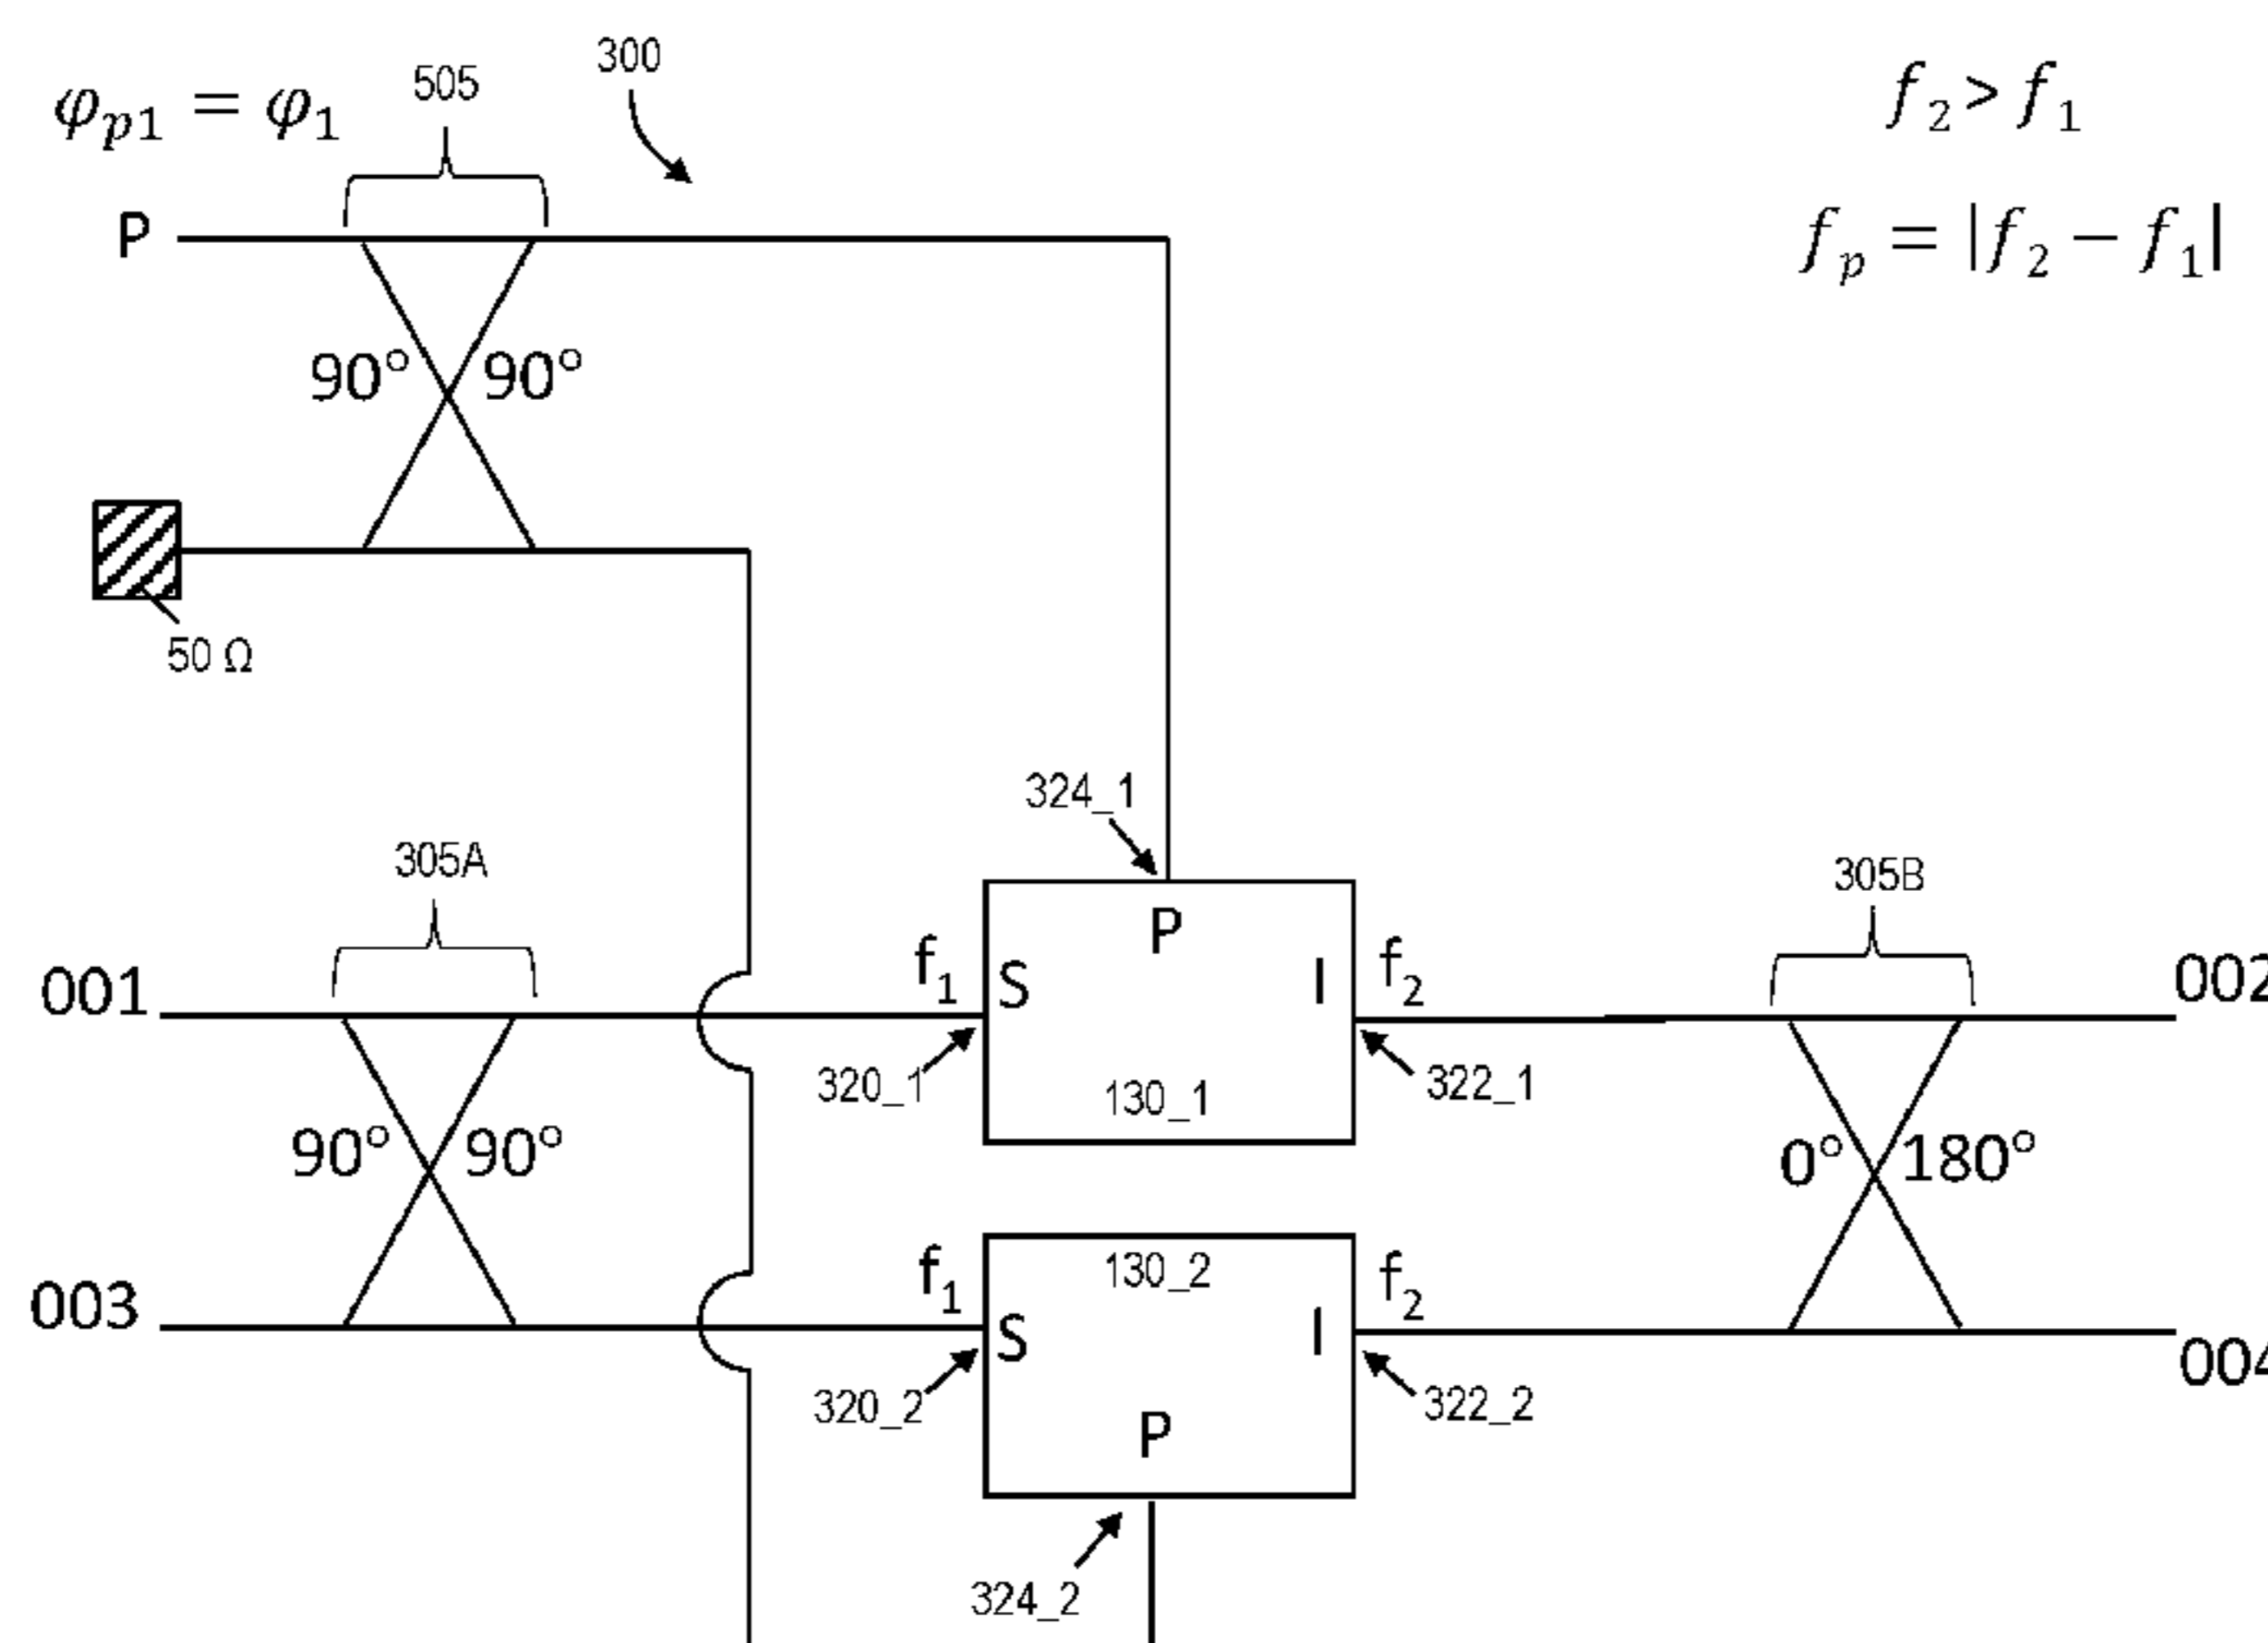 φp1 = φ1
505
300
f2 > f1
P
fp = |f2 − f1|
90° 90°
50 Ω
324_1
305A
305B
001
f1
S
P
I
f2
002
320_1
130_1
322_1
90° 90°
0° 180°
003
f1
S
130_2
I
f2
004
320_2
P
322_2
324_2